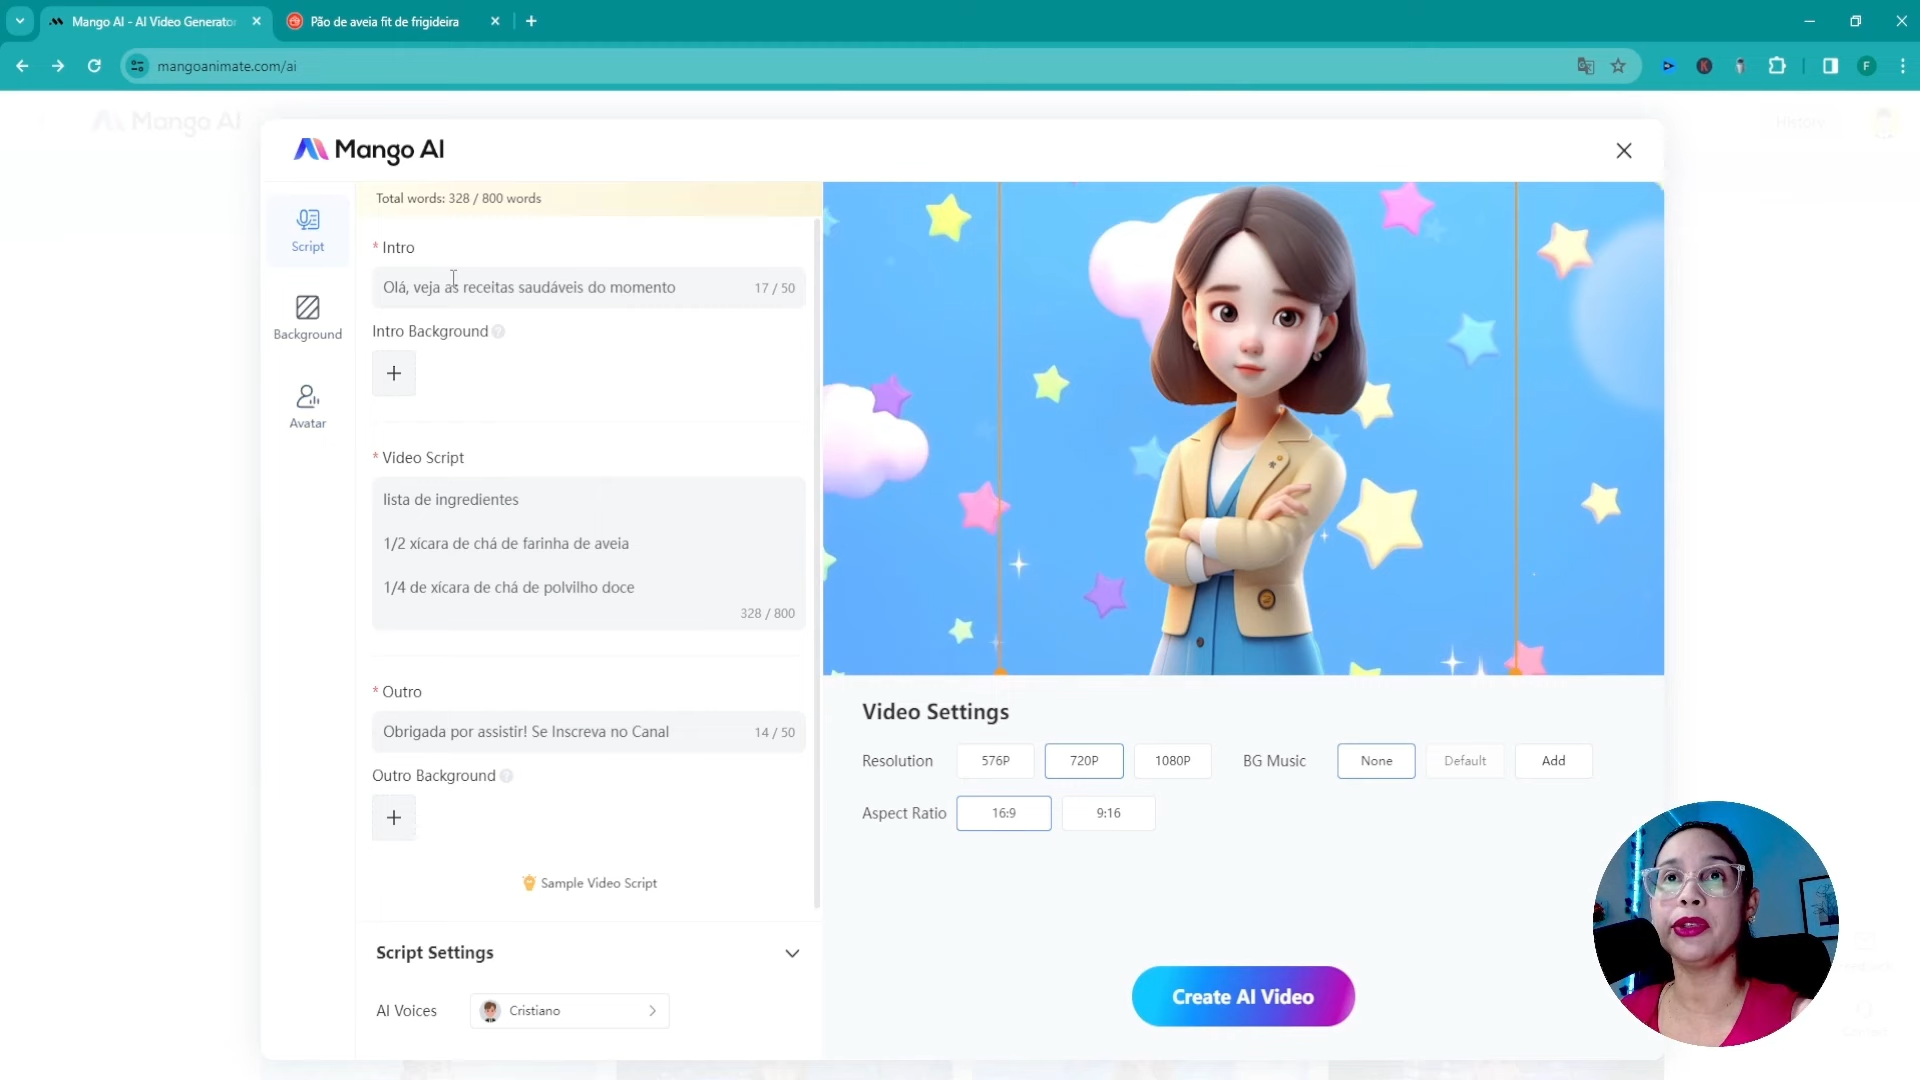 Mango AI - AI Video Generator
Pão de aveia fit de frigideira
mangoanimate.com/ai
F
Mango AI
History
Mango AI
Total words: 328 / 800 words
Script
* Intro
Olá, veja as receitas saudáveis do momento
17 / 50
Background
Intro Background
Avatar
* Video Script
lista de ingredientes
1/2 xícara de chá de farinha de aveia
1/4 de xícara de chá de polvilho doce
328 / 800
* Outro
Obrigada por assistir! Se Inscreva no Canal
14 / 50
Outro Background
Sample Video Script
Script Settings
AI Voices
Cristiano
Video Settings
Resolution
576P
720P
1080P
BG Music
None
Default
Add
Aspect Ratio
16:9
9:16
Create AI Video